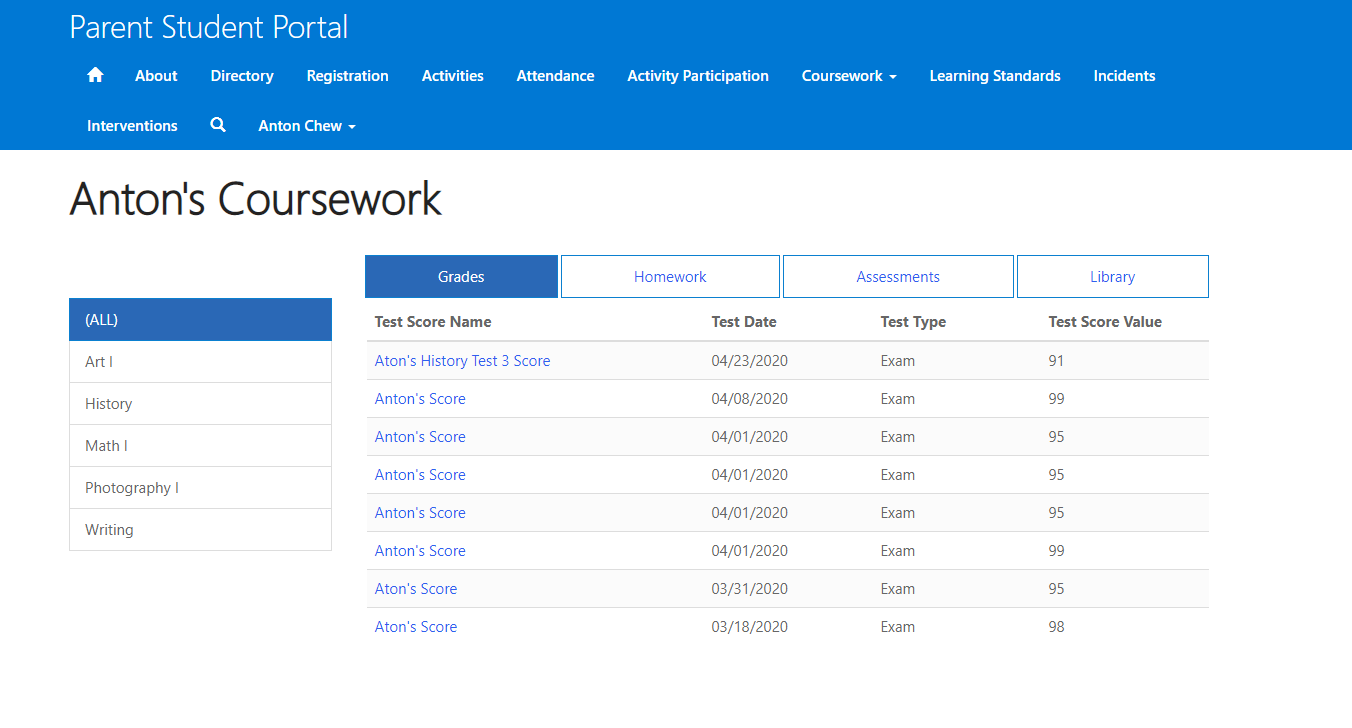 Parent Student Portal
About Directory Registration Activities Attendance Activity Participation Coursework Learning Standards Incidents
Interventions Anton Chew
Anton's Coursework
Grades Homework Assessments Library
(ALL)
Art I
History
Math I
Photography I
Writing
Test Score Name Test Date Test Type Test Score Value
Aton's History Test 3 Score 04/23/2020 Exam 91
Anton's Score 04/08/2020 Exam 99
Anton's Score 04/01/2020 Exam 95
Anton's Score 04/01/2020 Exam 95
Anton's Score 04/01/2020 Exam 95
Anton's Score 04/01/2020 Exam 99
Aton's Score 03/31/2020 Exam 95
Aton's Score 03/18/2020 Exam 98